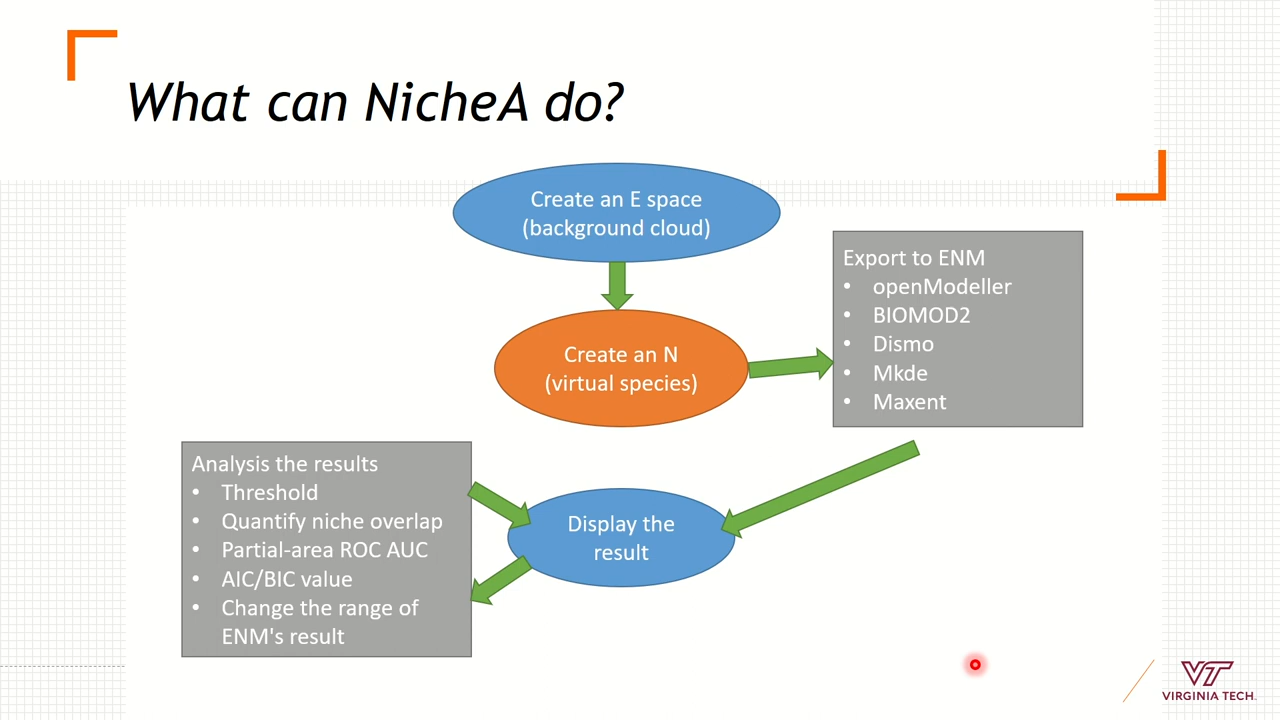 What can NicheA do?
Create an E space
(background cloud)
Create an N
(virtual species)
Export to ENM
• openModeller
• BIOMOD2
• Dismo
• Mkde
• Maxent
Analysis the results
• Threshold
• Quantify niche overlap
• Partial-area ROC AUC
• AIC/BIC value
• Change the range of
ENM's result
Display the
result
VT
VIRGINIA TECH